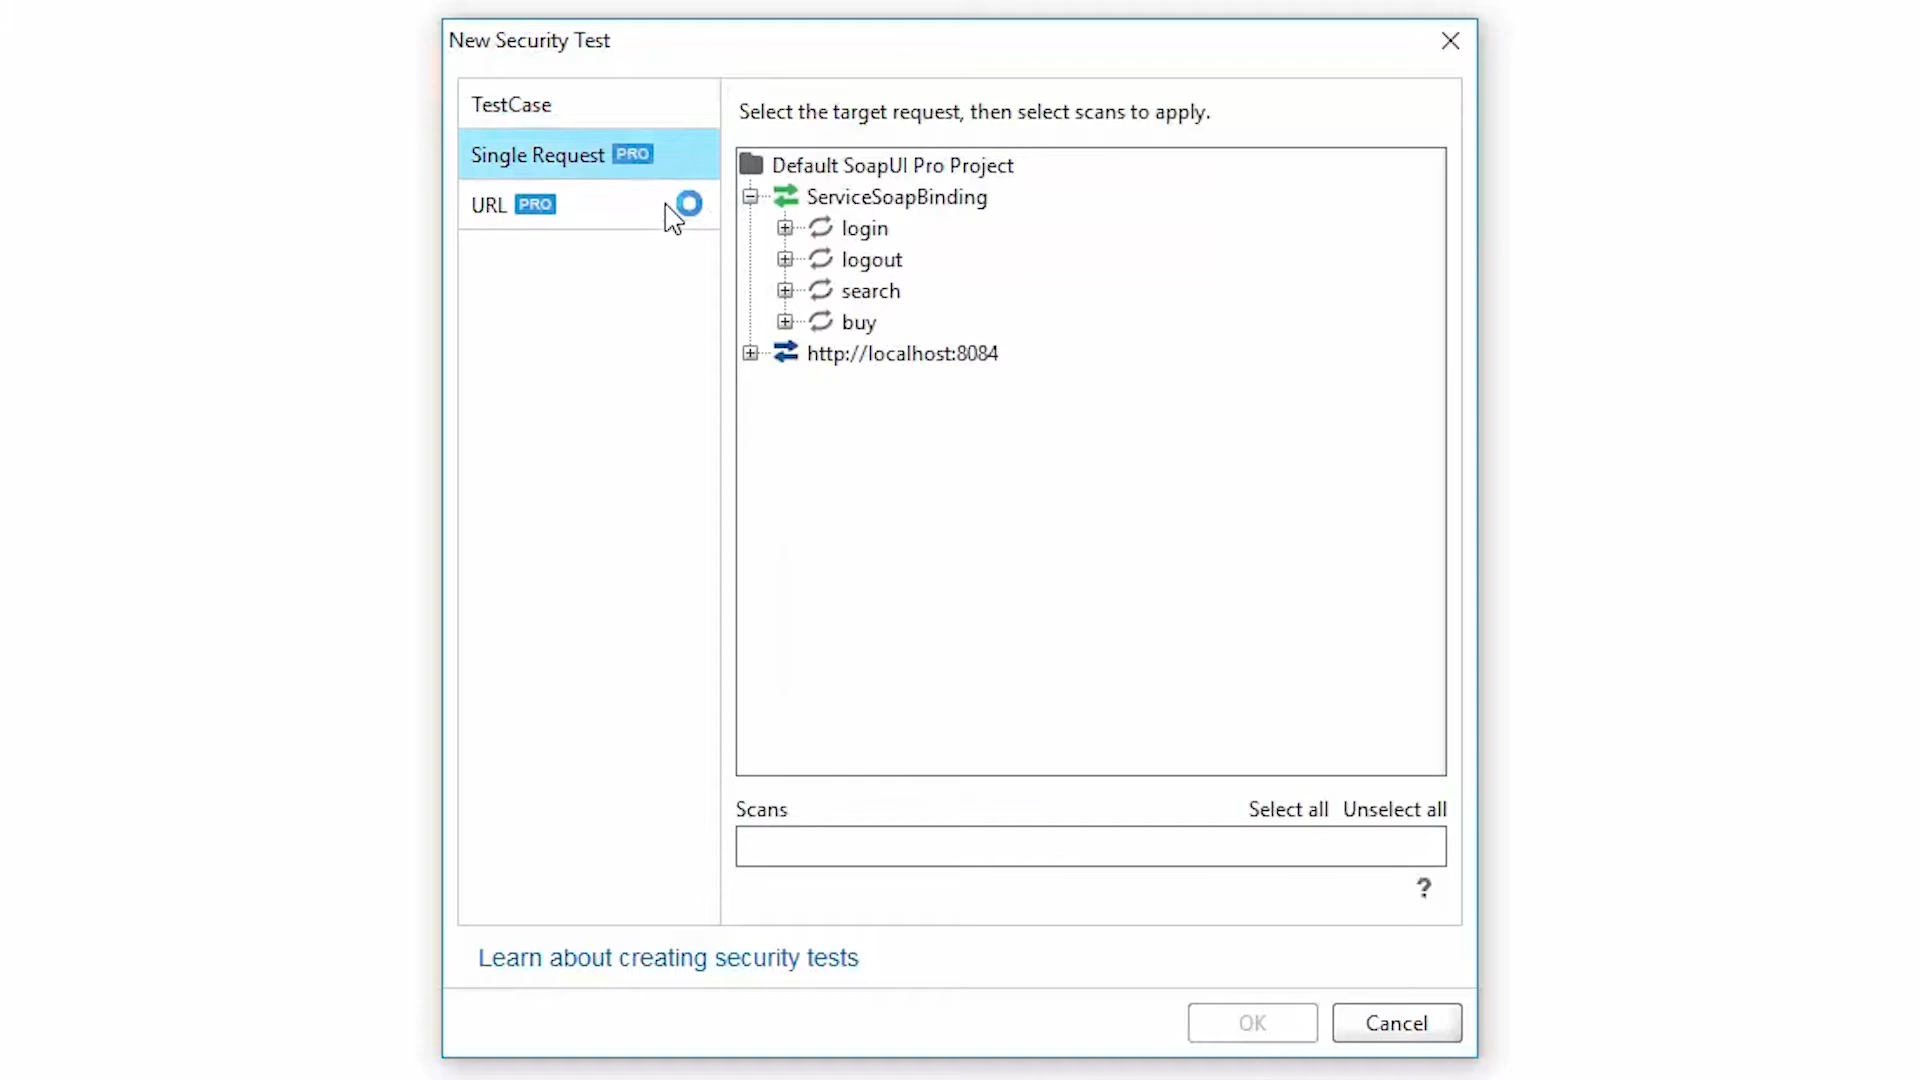 New Security Test
TestCase
Single Request PRO
URL PRO
Select the target request, then select scans to apply.
Default SoapUI Pro Project
ServiceSoapBinding
login
logout
search
buy
http://localhost:8084
Scans
Select all Unselect all
?
Learn about creating security tests
OK
Cancel